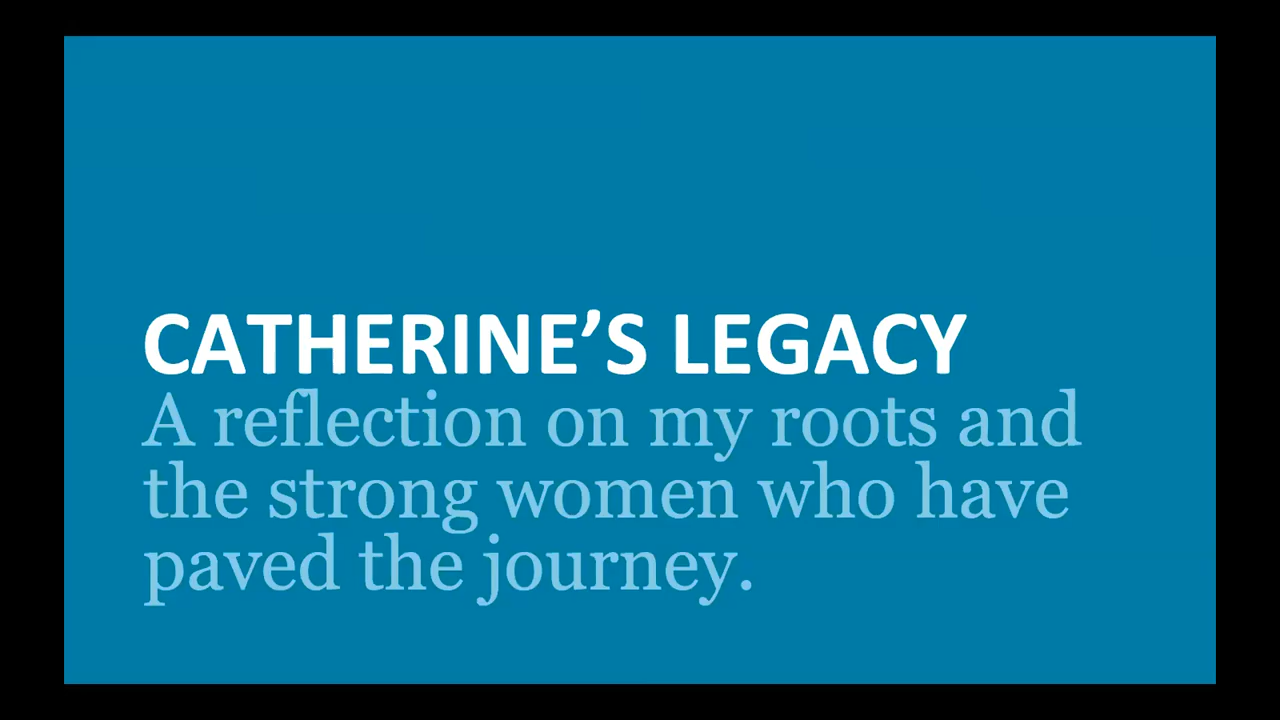 CATHERINE’S LEGACY
A reflection on my roots and
the strong women who have
paved the journey.